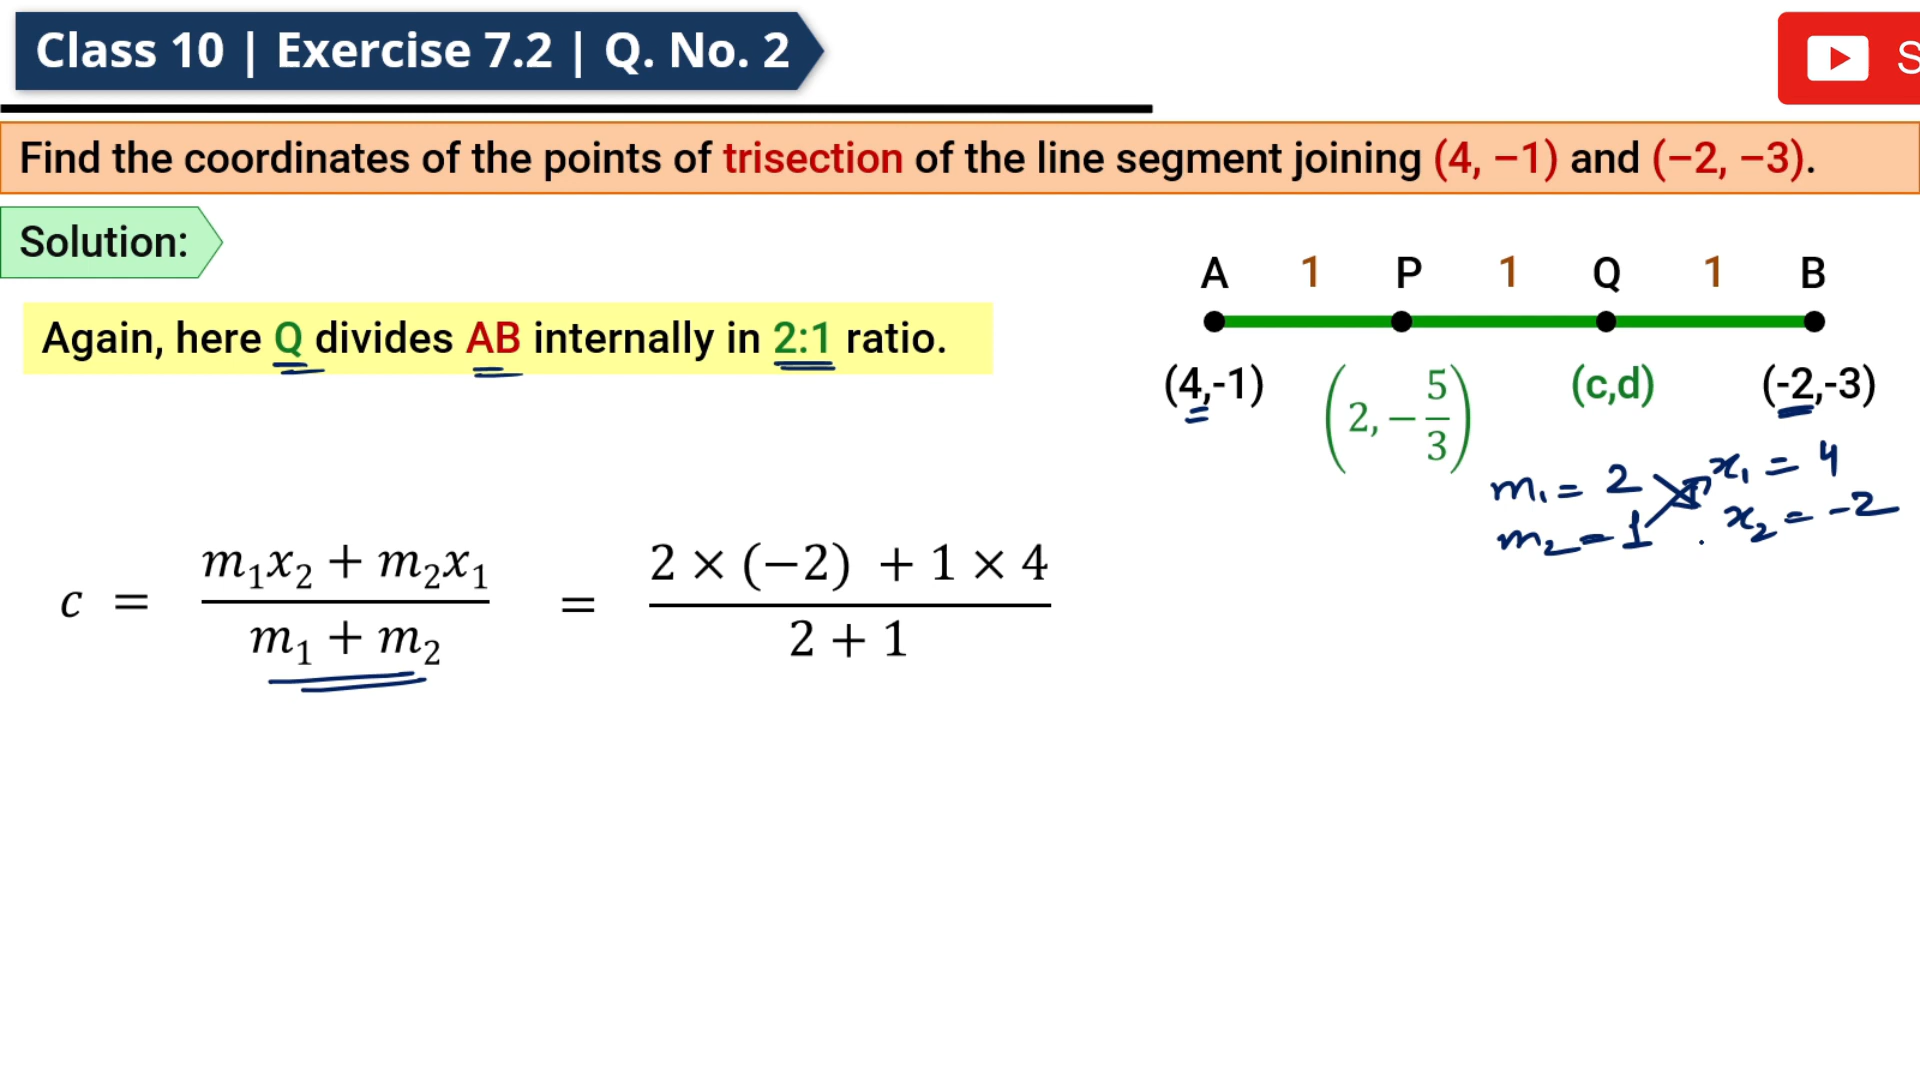 Class 10 | Exercise 7.2 | Q. No. 2
S
Find the coordinates of the points of trisection of the line segment joining (4, −1) and (−2, −3).
Solution:
A 1 P 1 Q 1 B
Again, here Q divides AB internally in 2:1 ratio.
(4,-1) (2, −5/3) (c,d) (-2,-3)
m₁ = 2 x₁ = 4
m₂ = 1 . x₂ = -2
c = (m₁x₂ + m₂x₁)/(m₁ + m₂) = (2 × (−2) + 1 × 4)/(2 + 1)